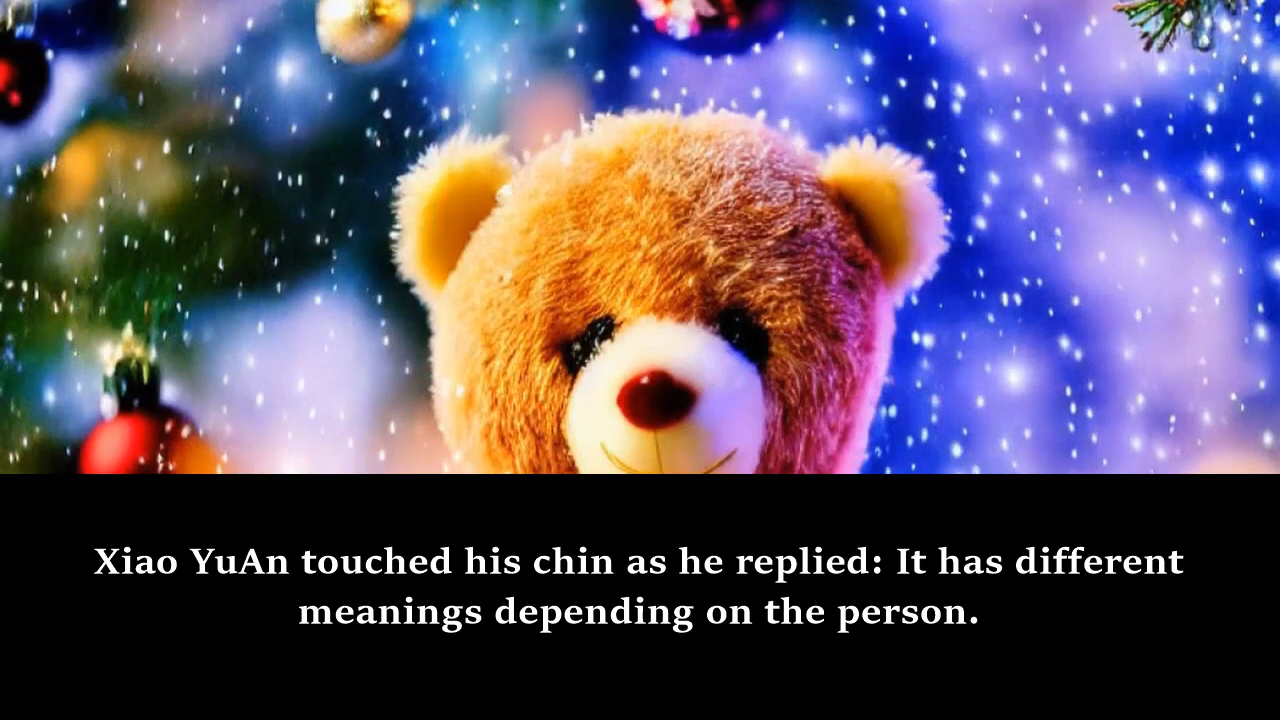 Xiao YuAn touched his chin as he replied: It has different
meanings depending on the person.